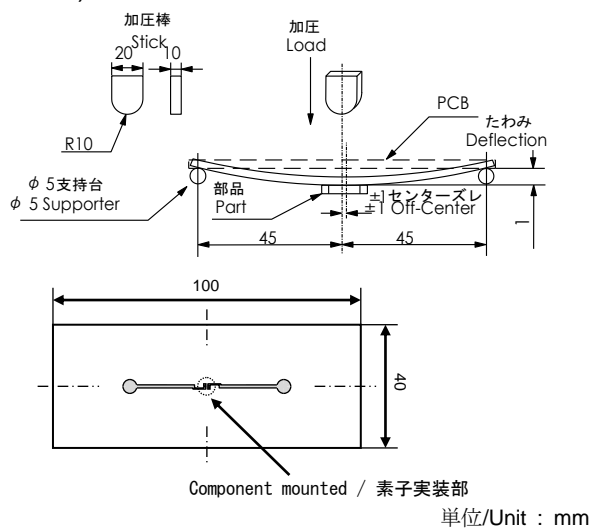 加圧棒
Stick
20
10
R10
加圧
Load
PCB
たわみ
Deflection
φ 5支持台
φ 5 Supporter
部品
Part
±1センターズレ
±1 Off-Center
1
45
45
100
40
Component mounted / 素子実装部
単位/Unit : mm